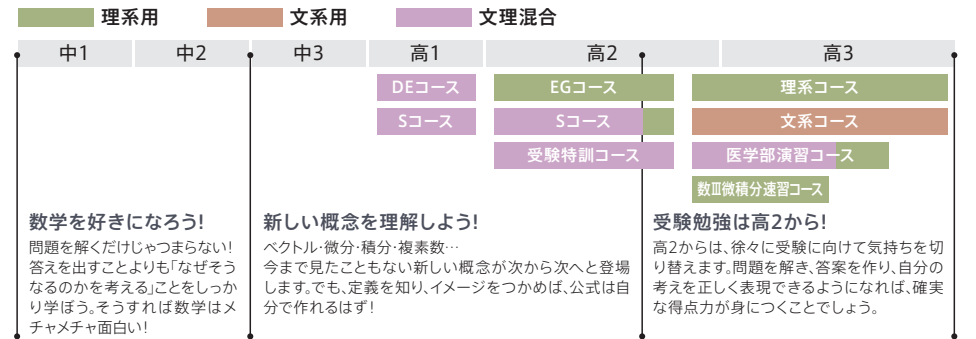 理系用 文系用 文理混合
中1 中2 中3 高1 高2 高3
DEコース EGコース 理系コース
Sコース Sコース 文系コース
受験特訓コース 医学部演習コース
数Ⅲ微積分速習コース
数学を好きになろう!
問題を解くだけじゃつまらない!
答えを出すことよりも「なぜそう
なるのかを考える」ことをしっか
り学ぼう。そうすれば数学はメ
チャメチャ面白い!
新しい概念を理解しよう!
ベクトル・微分・積分・複素数…
今まで見たこともない新しい概念が次から次へと登場
します。でも、定義を知り、イメージをつかめば、公式は自
分で作れるはず!
受験勉強は高2から!
高2からは、徐々に受験に向けて気持ちを切
り替えます。問題を解き、答案を作り、自分の
考えを正しく表現できるようになれば、確実
な得点力が身につくことでしょう。